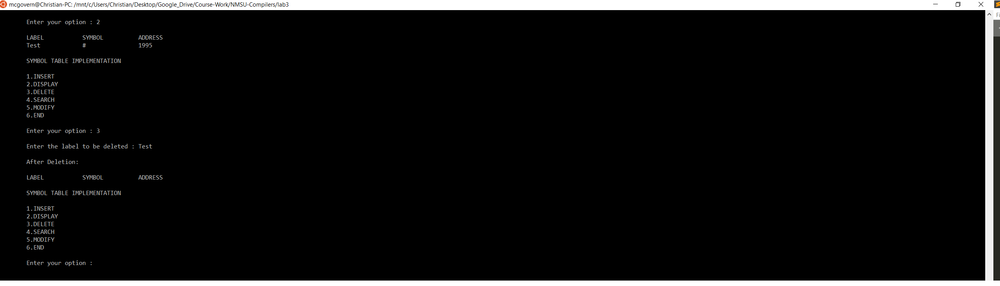 mcgovern@Christian-PC: /mnt/c/Users/Christian/Desktop/Google_Drive/Course-Work/NMSU-Compilers/lab3
Fi
Enter your option : 2
LABEL SYMBOL ADDRESS
Test # 1995
SYMBOL TABLE IMPLEMENTATION
1.INSERT
2.DISPLAY
3.DELETE
4.SEARCH
5.MODIFY
6.END
Enter your option : 3
Enter the label to be deleted : Test
After Deletion:
LABEL SYMBOL ADDRESS
SYMBOL TABLE IMPLEMENTATION
1.INSERT
2.DISPLAY
3.DELETE
4.SEARCH
5.MODIFY
6.END
Enter your option :